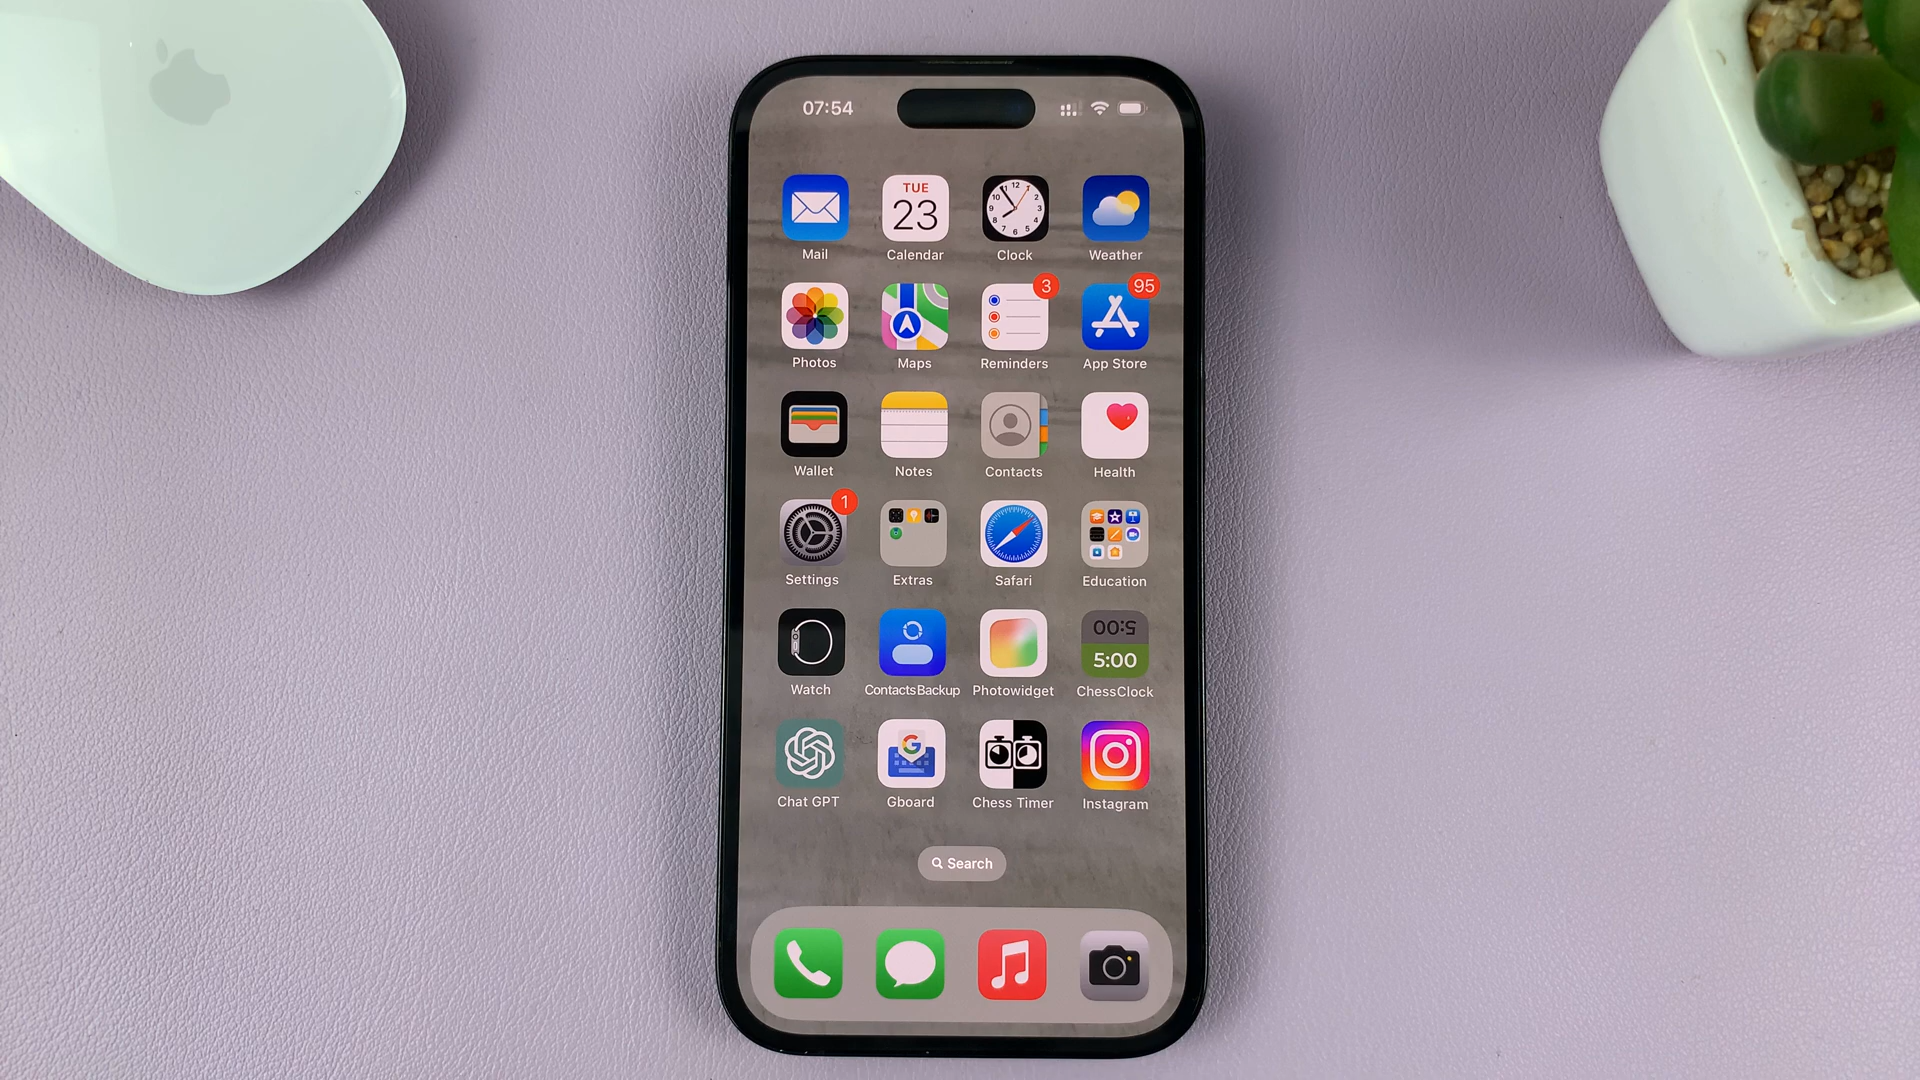 07:54
TUE
23
12
Mail
Calendar
Clock
Weather
3
95
Photos
Maps
Reminders
App Store
Wallet
Notes
Contacts
Health
1
Settings
Extras
Safari
Education
00:5
5:00
Watch
ContactsBackup
Photowidget
ChessClock
G
Chat GPT
Gboard
Chess Timer
Instagram
Search